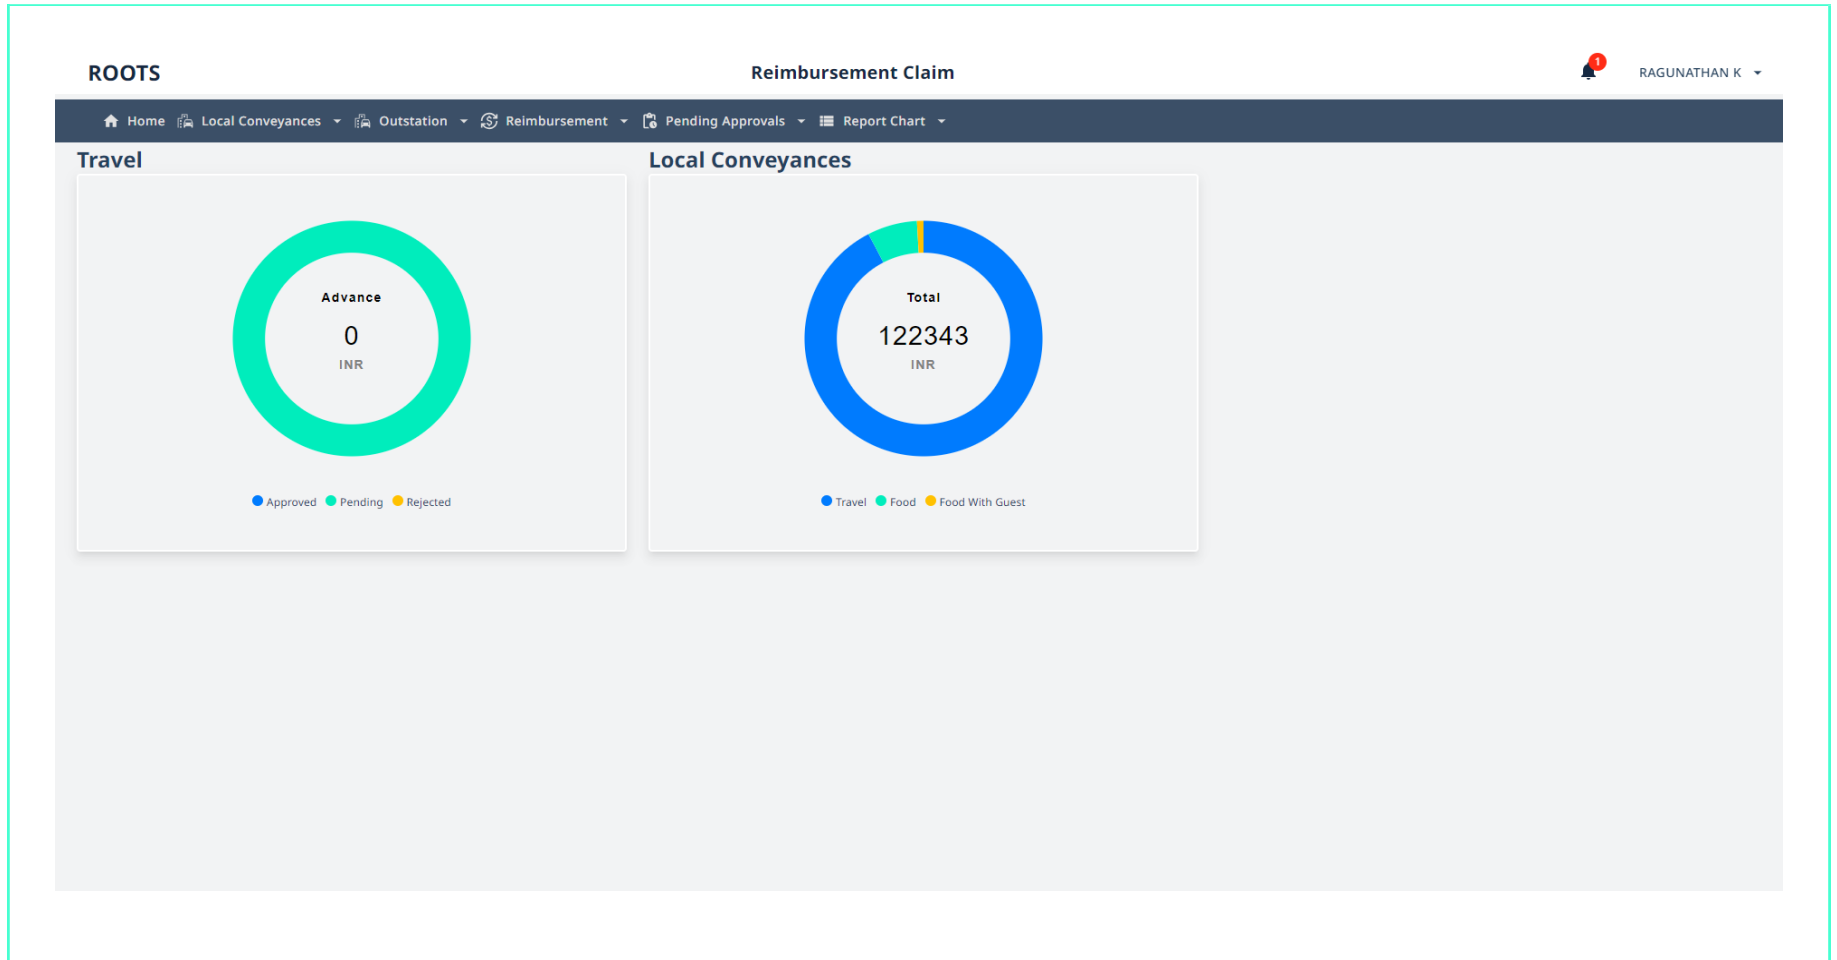 ROOTS
Reimbursement Claim
1
RAGUNATHAN K
Home Local Conveyances Outstation Reimbursement Pending Approvals Report Chart
Travel
Advance
0
INR
Approved Pending Rejected
Local Conveyances
Total
122343
INR
Travel Food Food With Guest